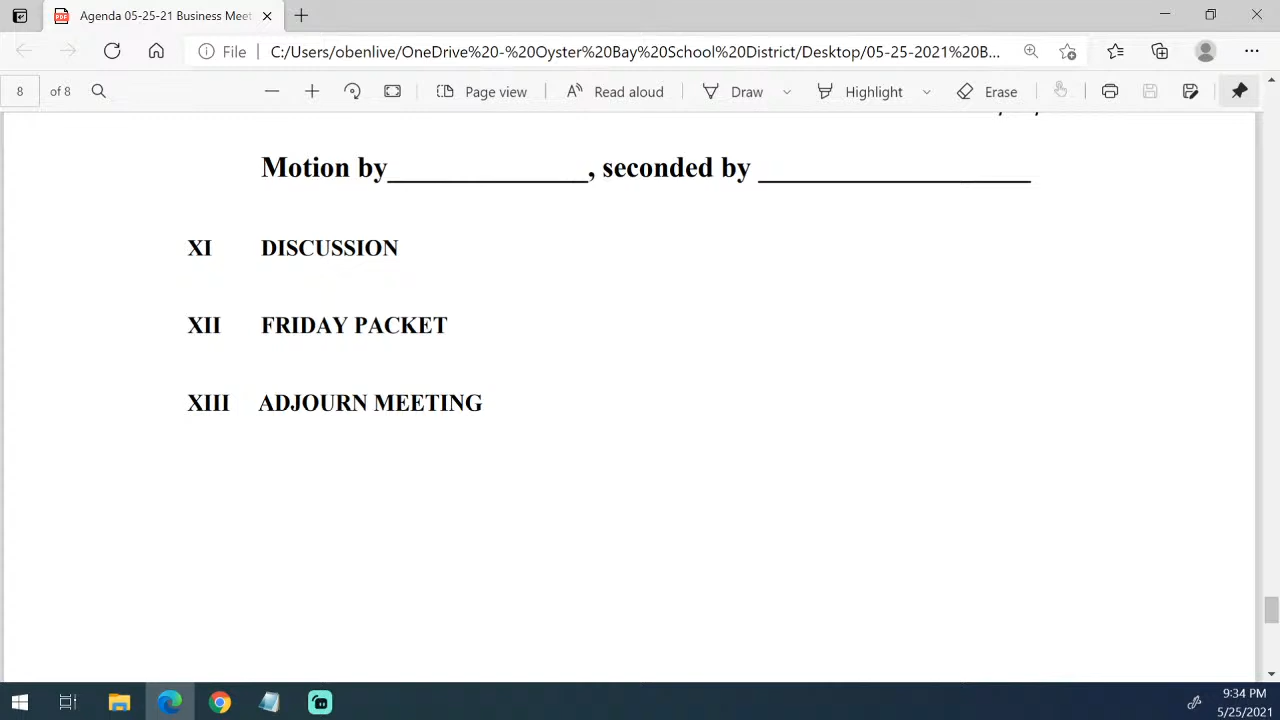 Agenda 05-25-21 Business Meet
File
C:/Users/obenlive/OneDrive%20-%20Oyster%20Bay%20School%20District/Desktop/05-25-2021%20B...
8 of 8
Page view
Read aloud
Draw
Highlight
Erase
Motion by______________, seconded by ___________________
XI DISCUSSION
XII FRIDAY PACKET
XIII ADJOURN MEETING
9:34 PM
5/25/2021